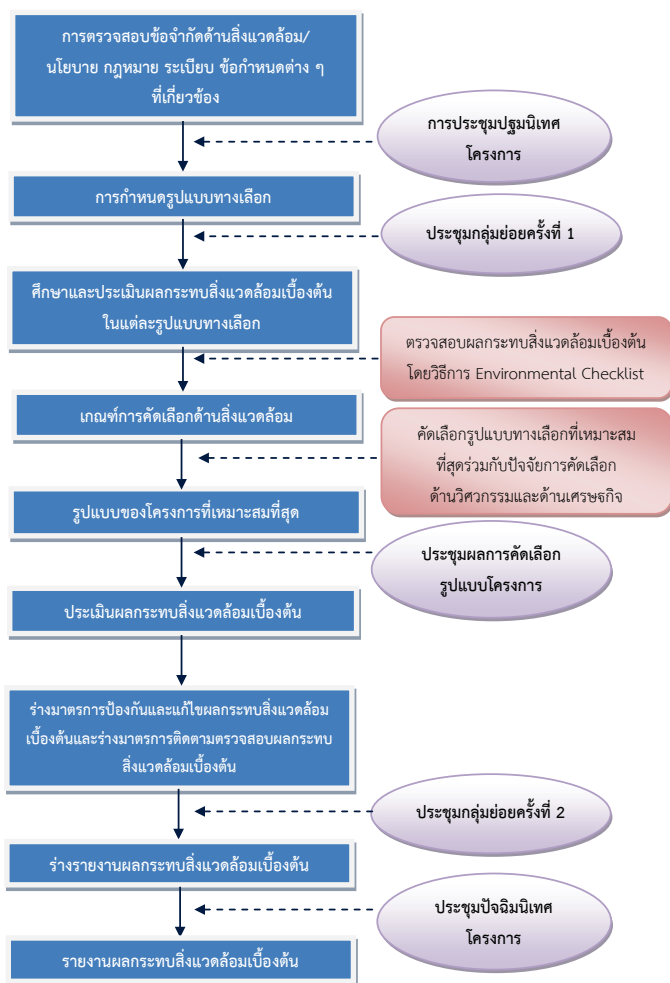 การตรวจสอบข้อจำกัดด้านสิ่งแวดล้อม/
นโยบาย กฎหมาย ระเบียบ ข้อกำหนดต่าง ๆ
ที่เกี่ยวข้อง
การประชุมปฐมนิเทศ
โครงการ
การกำหนดรูปแบบทางเลือก
ประชุมกลุ่มย่อยครั้งที่ 1
ศึกษาและประเมินผลกระทบสิ่งแวดล้อมเบื้องต้น
ในแต่ละรูปแบบทางเลือก
ตรวจสอบผลกระทบสิ่งแวดล้อมเบื้องต้น
โดยวิธีการ Environmental Checklist
เกณฑ์การคัดเลือกด้านสิ่งแวดล้อม
คัดเลือกรูปแบบทางเลือกที่เหมาะสม
ที่สุดร่วมกับปัจจัยการคัดเลือก
ด้านวิศวกรรมและด้านเศรษฐกิจ
รูปแบบของโครงการที่เหมาะสมที่สุด
ประชุมผลการคัดเลือก
รูปแบบโครงการ
ประเมินผลกระทบสิ่งแวดล้อมเบื้องต้น
ร่างมาตรการป้องกันและแก้ไขผลกระทบสิ่งแวดล้อม
เบื้องต้นและร่างมาตรการติดตามตรวจสอบผลกระทบ
สิ่งแวดล้อมเบื้องต้น
ประชุมกลุ่มย่อยครั้งที่ 2
ร่างรายงานผลกระทบสิ่งแวดล้อมเบื้องต้น
ประชุมปัจฉิมนิเทศ
โครงการ
รายงานผลกระทบสิ่งแวดล้อมเบื้องต้น